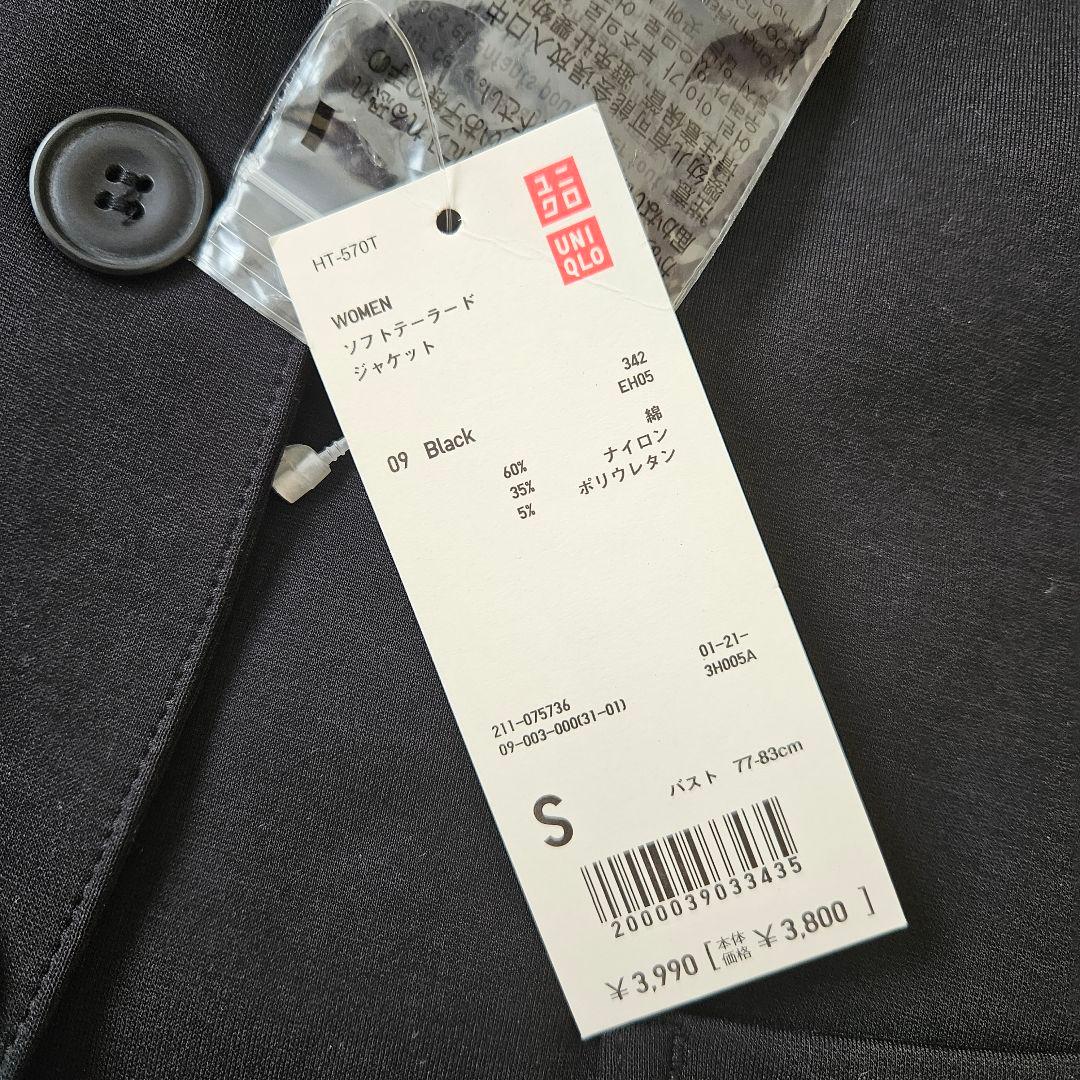 HT-570T
ユニ
クロ
UNI
QLO
WOMEN
ソフトテーラード
ジャケット
342
EH05
09 Black
60% 綿
35% ナイロン
5% ポリウレタン
01-21-
3H005A
211-075736
09-003-000(31-01)
S
バスト 77-83cm
2000039033435
¥3,990 [本体価格 ¥3,800 ]